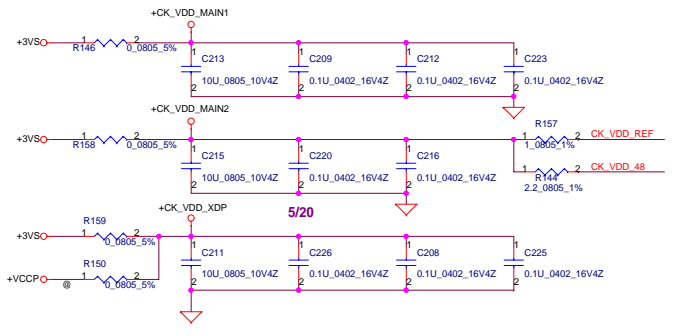 +CK_VDD_MAIN1
+3VS
1 2
R146 0_0805_5%
1 C213 10U_0805_10V4Z 2
1 C209 0.1U_0402_16V4Z 2
1 C212 0.1U_0402_16V4Z 2
1 C223 0.1U_0402_16V4Z 2
+CK_VDD_MAIN2
+3VS
1 2
R158 0_0805_5%
1 C215 10U_0805_10V4Z 2
1 C220 0.1U_0402_16V4Z 2
1 C216 0.1U_0402_16V4Z 2
R157
1 2 CK_VDD_REF
1_0805_1%
1 2 CK_VDD_48
R144
2.2_0805_1%
5/20
+CK_VDD_XDP
R159
+3VS 1 2
0_0805_5%
R150
+VCCP 1 2
@ 0_0805_5%
1 C211 10U_0805_10V4Z 2
1 C226 0.1U_0402_16V4Z 2
1 C208 0.1U_0402_16V4Z 2
1 C225 0.1U_0402_16V4Z 2